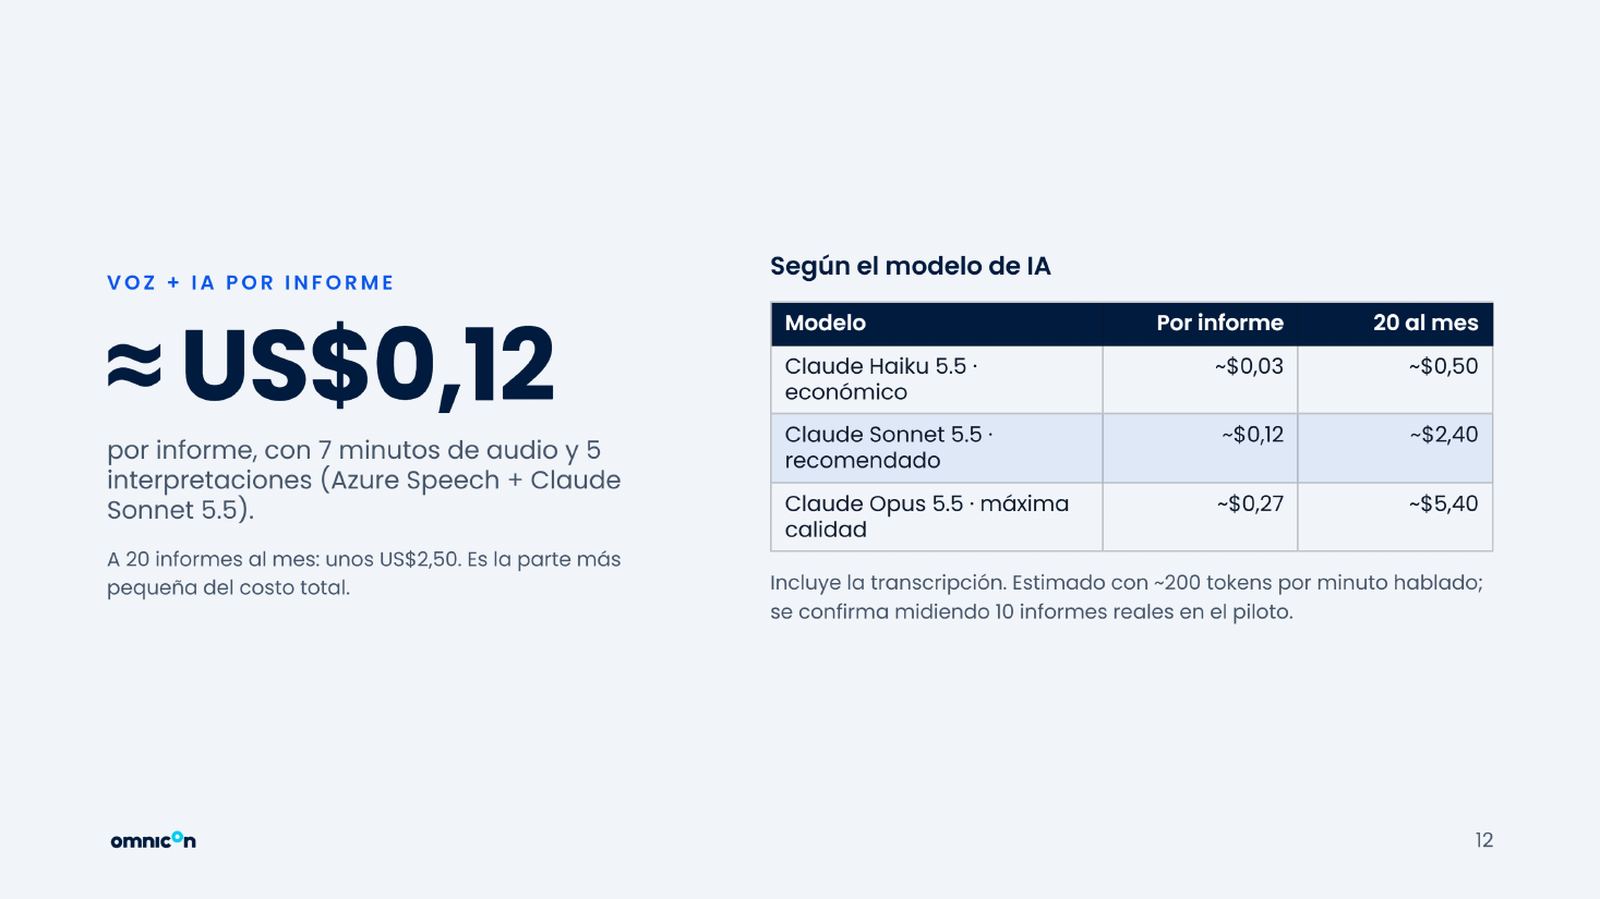 VOZ + IA POR INFORME
≈ US$0,12
por informe, con 7 minutos de audio y 5
interpretaciones (Azure Speech + Claude
Sonnet 5.5).
A 20 informes al mes: unos US$2,50. Es la parte más
pequeña del costo total.
Según el modelo de IA
Modelo Por informe 20 al mes
Claude Haiku 5.5 · ~$0,03 ~$0,50
económico
Claude Sonnet 5.5 · ~$0,12 ~$2,40
recomendado
Claude Opus 5.5 · máxima ~$0,27 ~$5,40
calidad
Incluye la transcripción. Estimado con ~200 tokens por minuto hablado;
se confirma midiendo 10 informes reales en el piloto.
omnicon
12